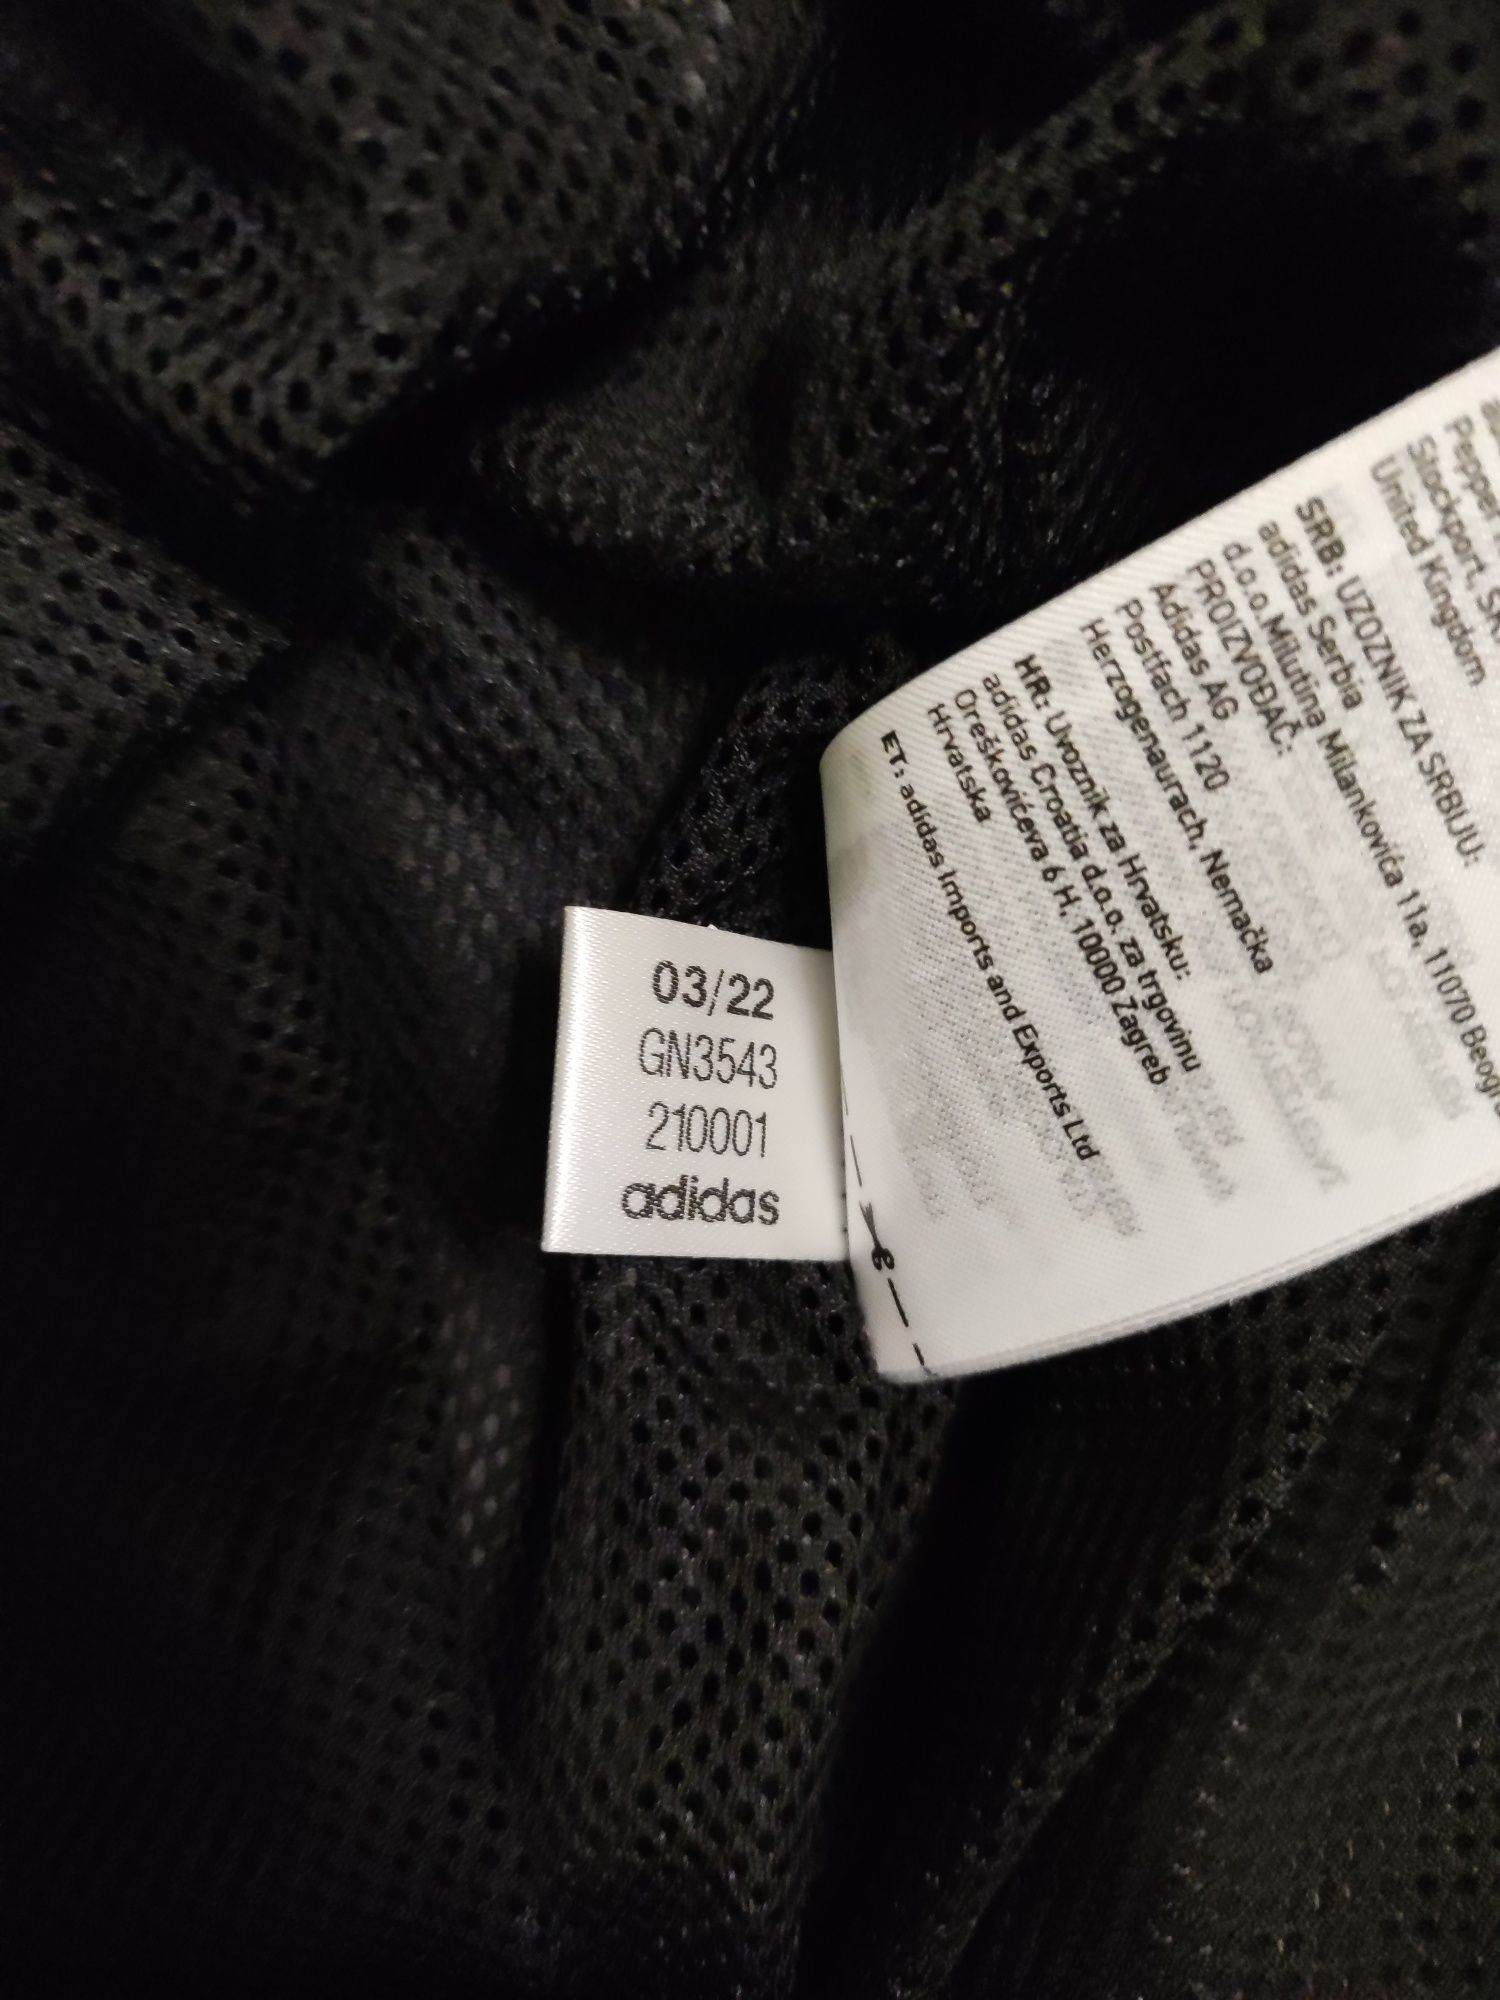 03/22
GN3543
210001
adidas
Pepper
Stockport, SK
United Kingdom
SRB: UZOZNIK ZA SRBIJU:
adidas Serbia
d.o.o.Milutina Milankovića 11a, 11070 Beogra
PROIZVOĐAČ:
Adidas AG
Postfach 1120
Herzogenaurach, Nemačka
HR: Uvoznik za Hrvatsku:
adidas Croatia d.o.o. za trgovinu
Oreškovićeva 6 H, 10000 Zagreb
Hrvatska
ET: adidas Imports and Exports Ltd